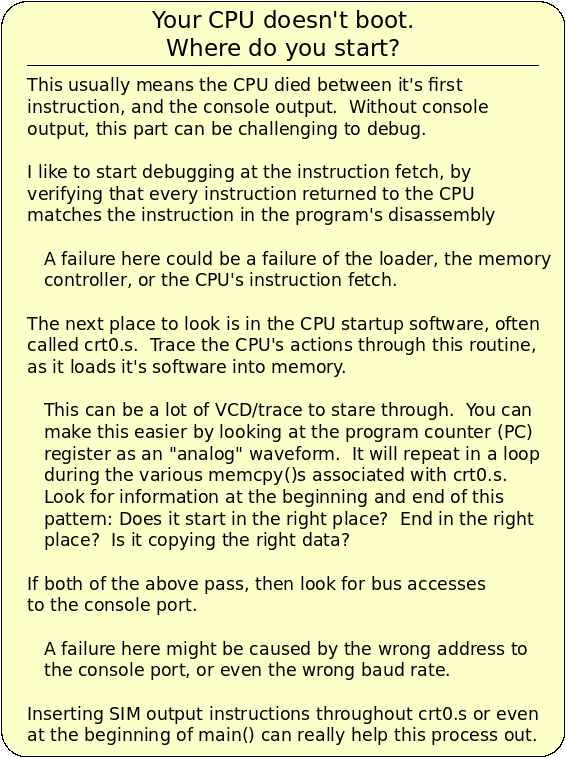 Your CPU doesn't boot.
Where do you start?
This usually means the CPU died between it's first
instruction, and the console output.  Without console
output, this part can be challenging to debug.
I like to start debugging at the instruction fetch, by
verifying that every instruction returned to the CPU
matches the instruction in the program's disassembly
A failure here could be a failure of the loader, the memory
controller, or the CPU's instruction fetch.
The next place to look is in the CPU startup software, often
called crt0.s.  Trace the CPU's actions through this routine,
as it loads it's software into memory.
This can be a lot of VCD/trace to stare through.  You can
make this easier by looking at the program counter (PC)
register as an "analog" waveform.  It will repeat in a loop
during the various memcpy()s associated with crt0.s.
Look for information at the beginning and end of this
pattern: Does it start in the right place?  End in the right
place?  Is it copying the right data?
If both of the above pass, then look for bus accesses
to the console port.
A failure here might be caused by the wrong address to
the console port, or even the wrong baud rate.
Inserting SIM output instructions throughout crt0.s or even
at the beginning of main() can really help this process out.